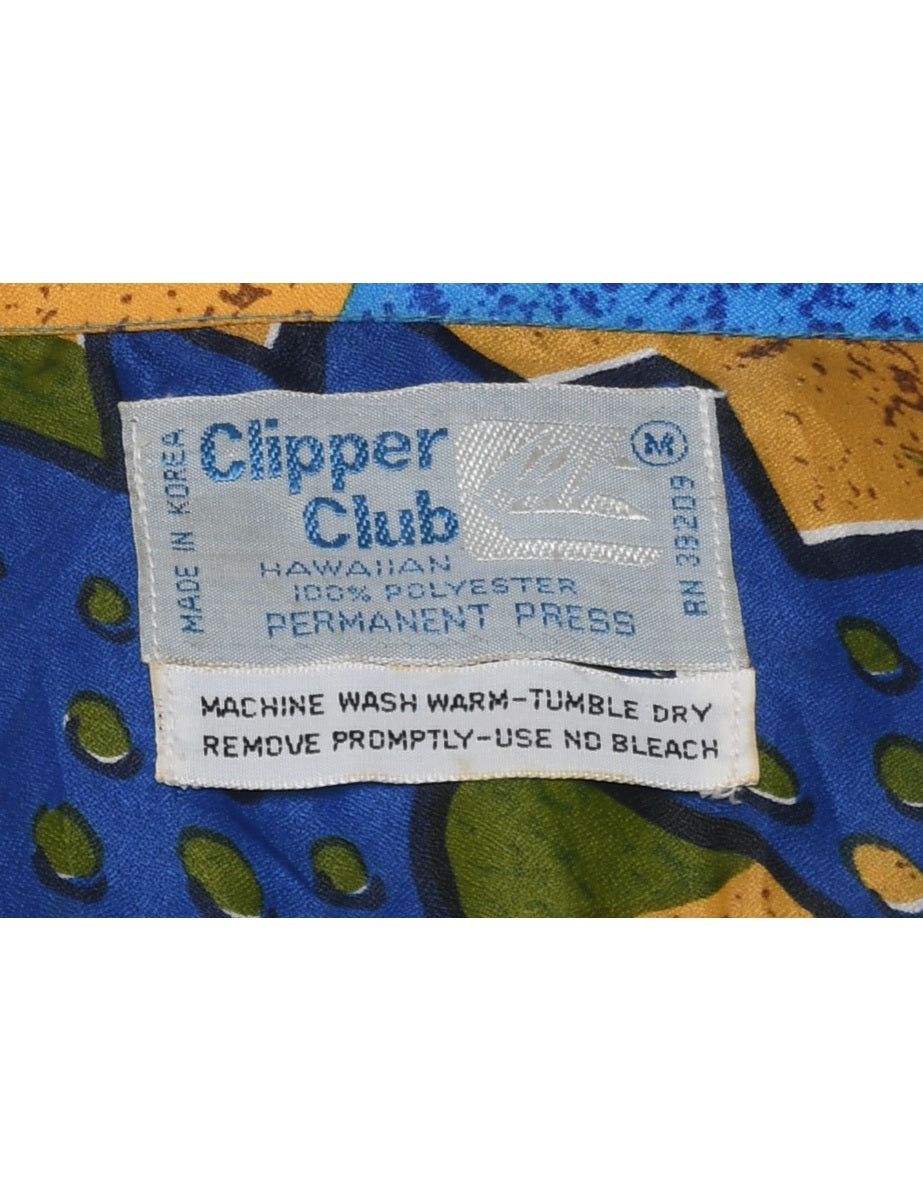 MADE IN KOREA
Clipper
Club
HAWAIIAN
100% POLYESTER
PERMANENT PRESS
M
RN 38209
MACHINE WASH WARM-TUMBLE DRY
REMOVE PROMPTLY-USE NO BLEACH